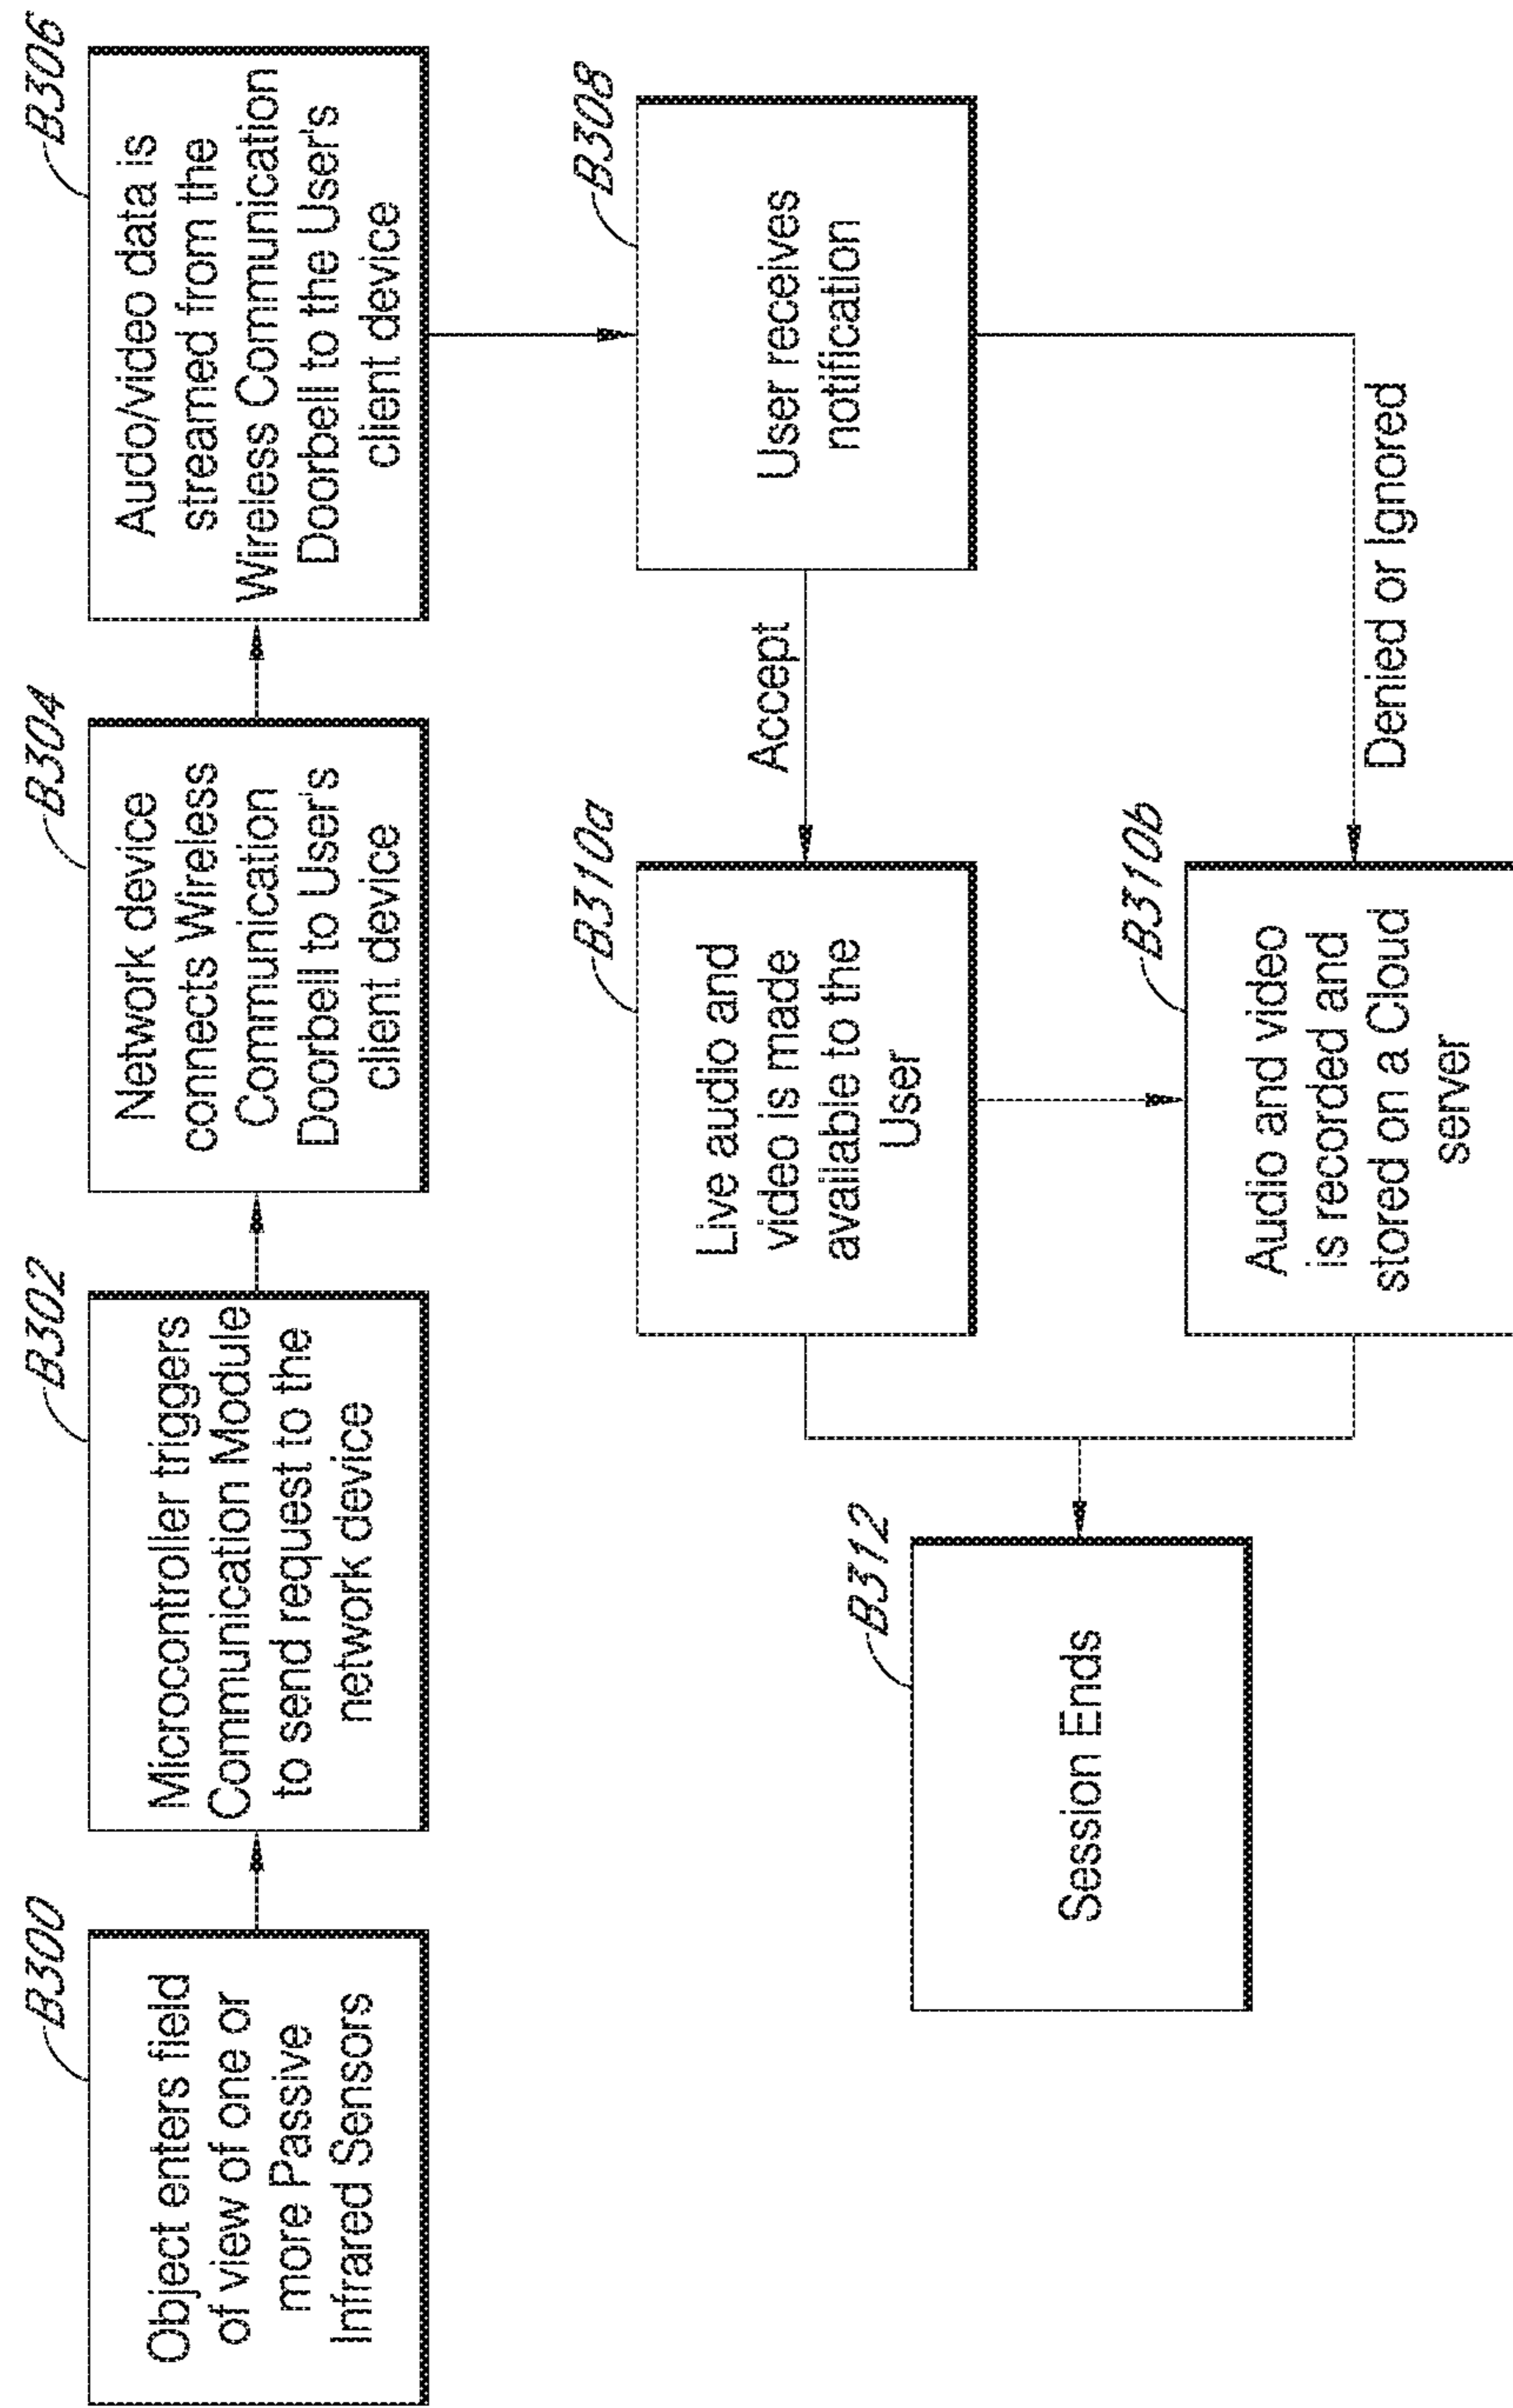 B300
Object enters field
of view of one or
more Passive
Infrared Sensors
B302
Microcontroller triggers
Communication Module
to send request to the
network device
B304
Network device
connects Wireless
Communication
Doorbell to User's
client device
B306
Audo/video data is
streamed from the
Wireless Communication
Doorbell to the User's
client device
B308
User receives
notification
Accept
Denied or Ignored
B310a
Live audio and
video is made
available to the
User
B310b
Audio and video
is recorded and
stored on a Cloud
server
B312
Session Ends